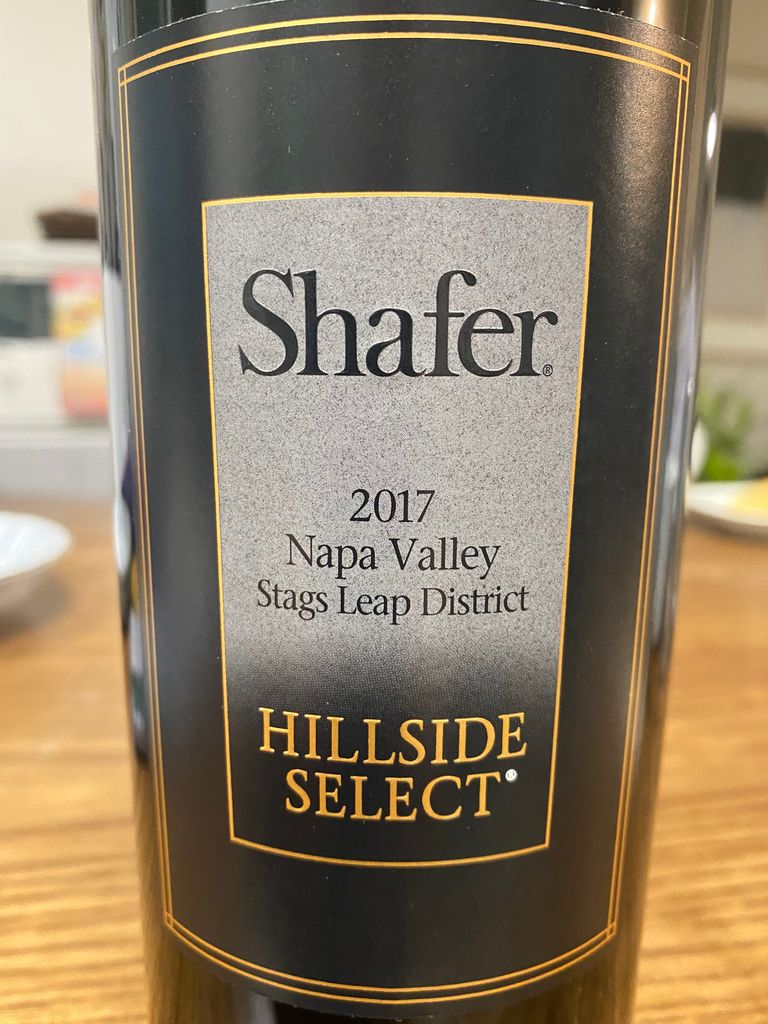 Shafer®
2017
Napa Valley
Stags Leap District
HILLSIDE
SELECT®